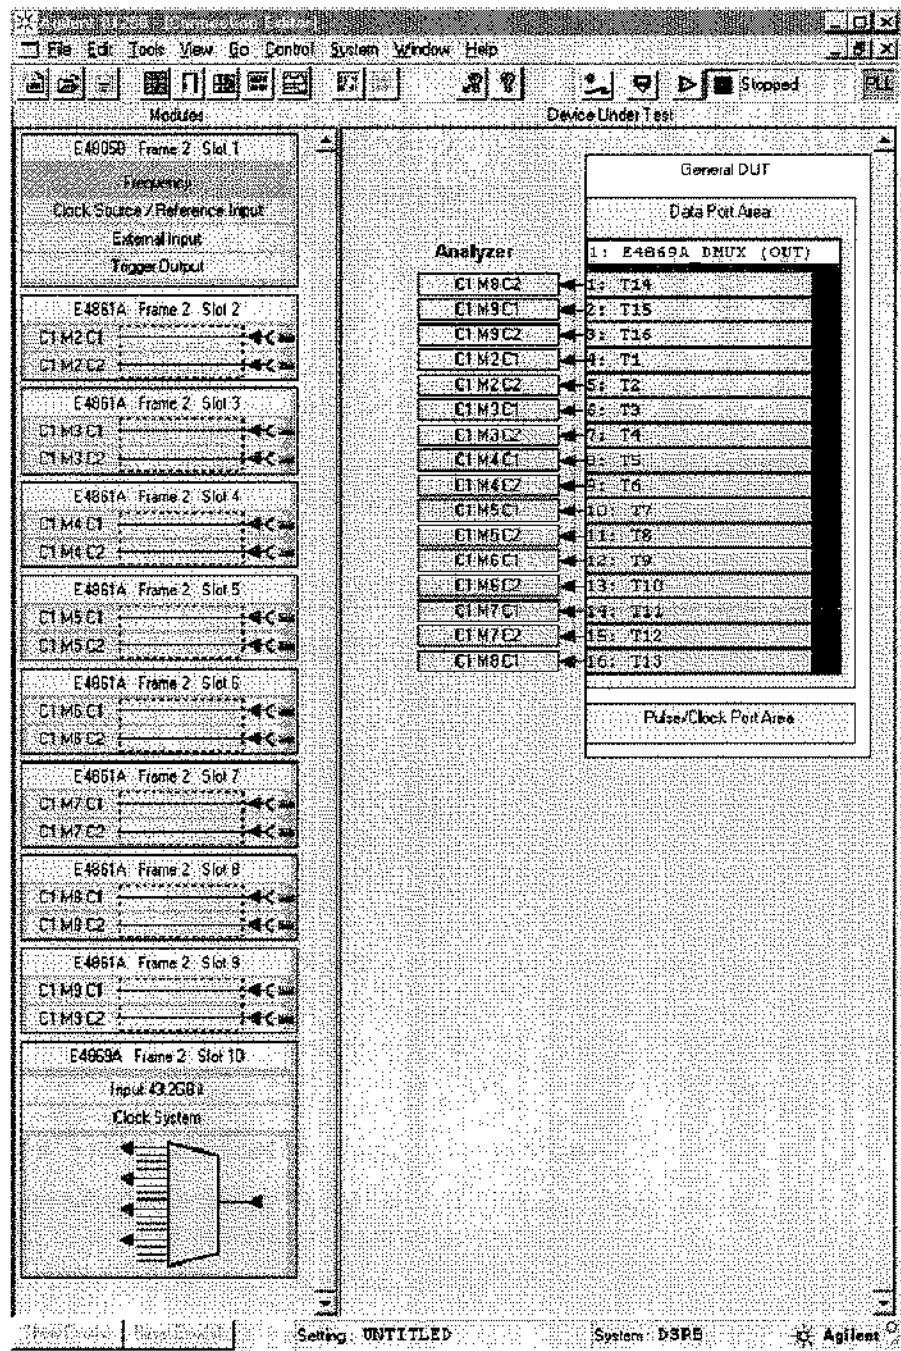 Agilent 81250 - [Connection Editor]
File Edit Tools View Go Control System Window Help
Stopped
PLL
Modules
Device Under Test
E4805B Frame 2 Slot 1
Frequency
Clock Source / Reference Input
External Input
Trigger Output
E4861A Frame 2 Slot 2
C1 M2 C1
C1 M2 C2
E4861A Frame 2 Slot 3
C1 M3 C1
C1 M3 C2
E4861A Frame 2 Slot 4
C1 M4 C1
C1 M4 C2
E4861A Frame 2 Slot 5
C1 M5 C1
C1 M5 C2
E4861A Frame 2 Slot 6
C1 M6 C1
C1 M6 C2
E4861A Frame 2 Slot 7
C1 M7 C1
C1 M7 C2
E4861A Frame 2 Slot 8
C1 M8 C1
C1 M8 C2
E4861A Frame 2 Slot 9
C1 M9 C1
C1 M9 C2
E4869A Frame 2 Slot 10
Input 43.2GBit
Clock System
General DUT
Data Port Area
Analyzer
1: E4869A DMUX (OUT)
C1 M8 C2 1: T14
C1 M9 C1 2: T15
C1 M9 C2 3: T16
C1 M2 C1 4: T1
C1 M2 C2 5: T2
C1 M3 C1 6: T3
C1 M3 C2 7: T4
C1 M4 C1 8: T5
C1 M4 C2 9: T6
C1 M5 C1 10: T7
C1 M5 C2 11: T8
C1 M6 C1 12: T9
C1 M6 C2 13: T10
C1 M7 C1 14: T11
C1 M7 C2 15: T12
C1 M8 C1 16: T13
Pulse/Clock Port Area
Setting: UNTITLED
System: DSRB
Agilent